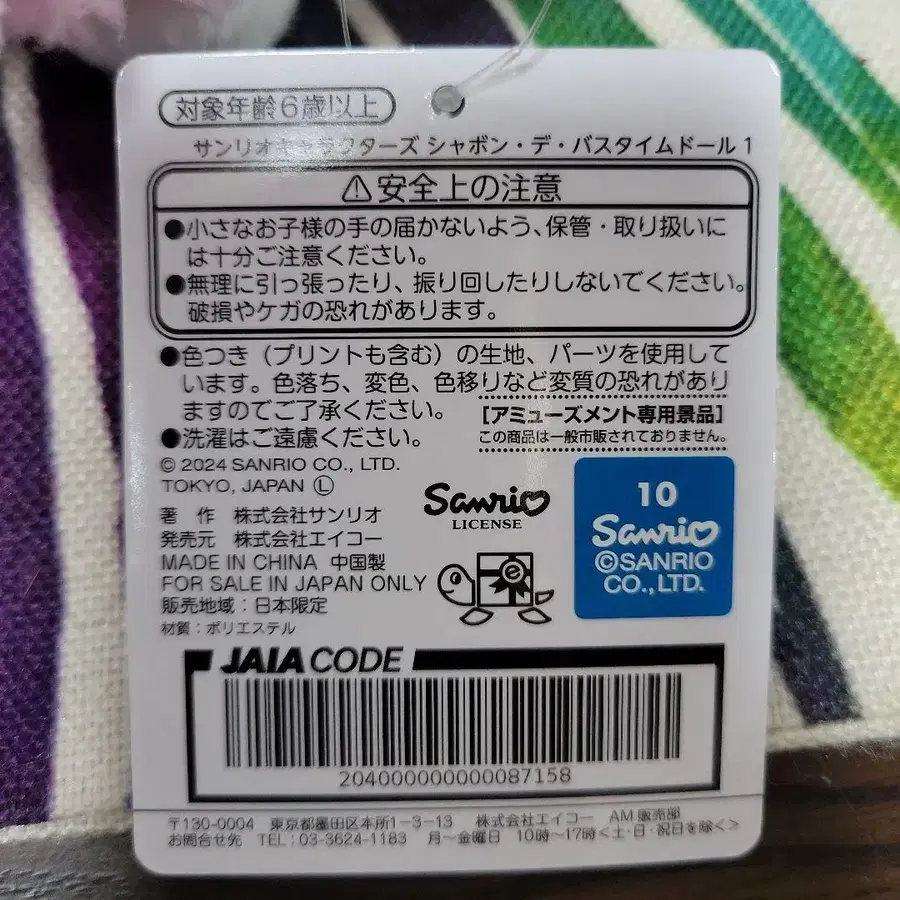 対象年齢6歳以上
サンリオキャラクターズ シャボン・デ・バスタイムドール1
⚠安全上の注意
●小さなお子様の手の届かないよう、保管・取り扱いに
は十分ご注意ください。
●無理に引っ張ったり、振り回したりしないでください。
破損やケガの恐れがあります。
●色つき（プリントも含む）の生地、パーツを使用して
います。色落ち、変色、色移りなど変質の恐れがあり
ますのでご了承ください。
●洗濯はご遠慮ください。
［アミューズメント専用景品］
この商品は一般市販されておりません。
© 2024 SANRIO CO., LTD.
TOKYO, JAPAN Ⓛ
著 作 株式会社サンリオ
発売元 株式会社エイコー
MADE IN CHINA 中国製
FOR SALE IN JAPAN ONLY
販売地域：日本限定
材質：ポリエステル
Sanrio
LICENSE
10
Sanrio
©SANRIO
CO.,LTD.
JAIA CODE
2040000000000087158
〒130-0004 東京都墨田区本所1-3-13 株式会社エイコー AM販売部
お問合せ先 TEL：03-3624-1183 月〜金曜日 10時〜17時＜土・日・祝日を除く＞